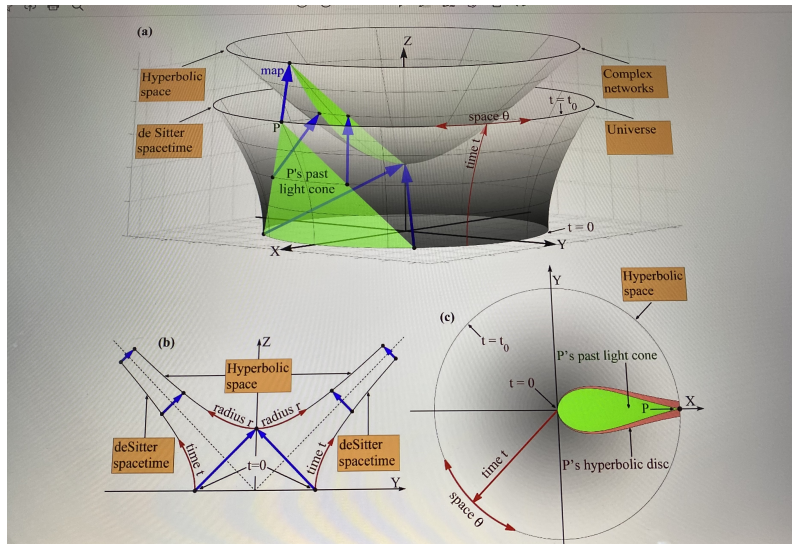 (a)
Z
Hyperbolic
space
map
Complex
networks
t = t₀
space θ
de Sitter
spacetime
P
Universe
time t
P's past
light cone
t = 0
X
Y
(b)
Z
Hyperbolic
space
radius r
radius r
deSitter
spacetime
deSitter
spacetime
time t
t=0
time t
Y
(c)
Y
Hyperbolic
space
t = t₀
P's past light cone
t = 0
P
X
time t
P's hyperbolic disc
space θ